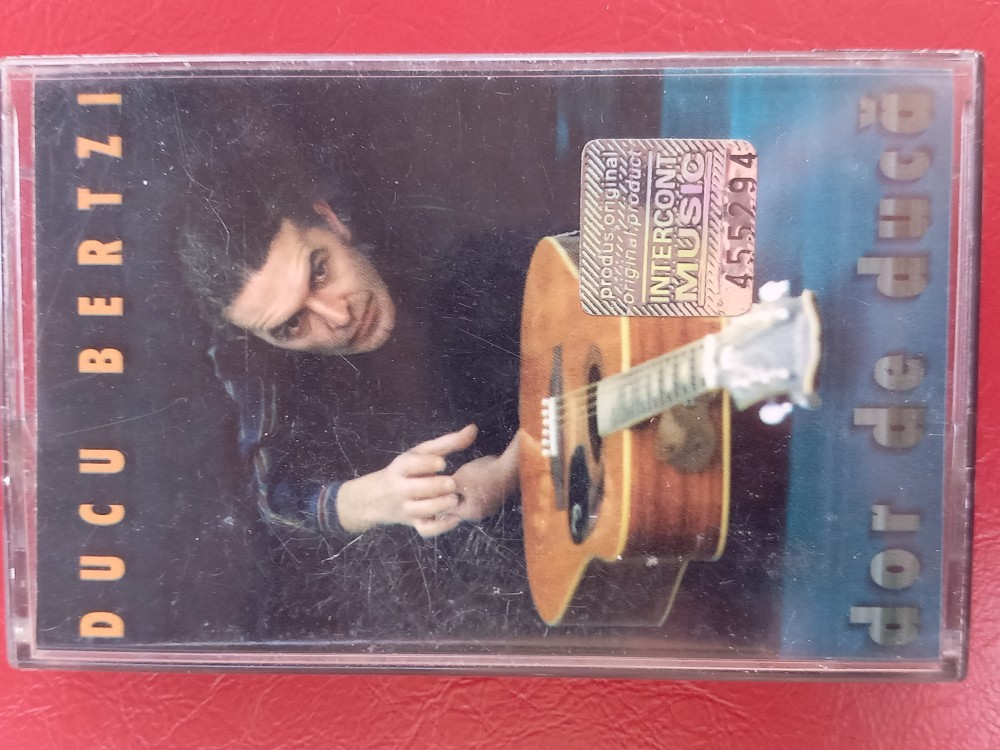 DUCU BERTZI
produs original
original product
INTERCONT
MUSIC
455294
dor de ducă